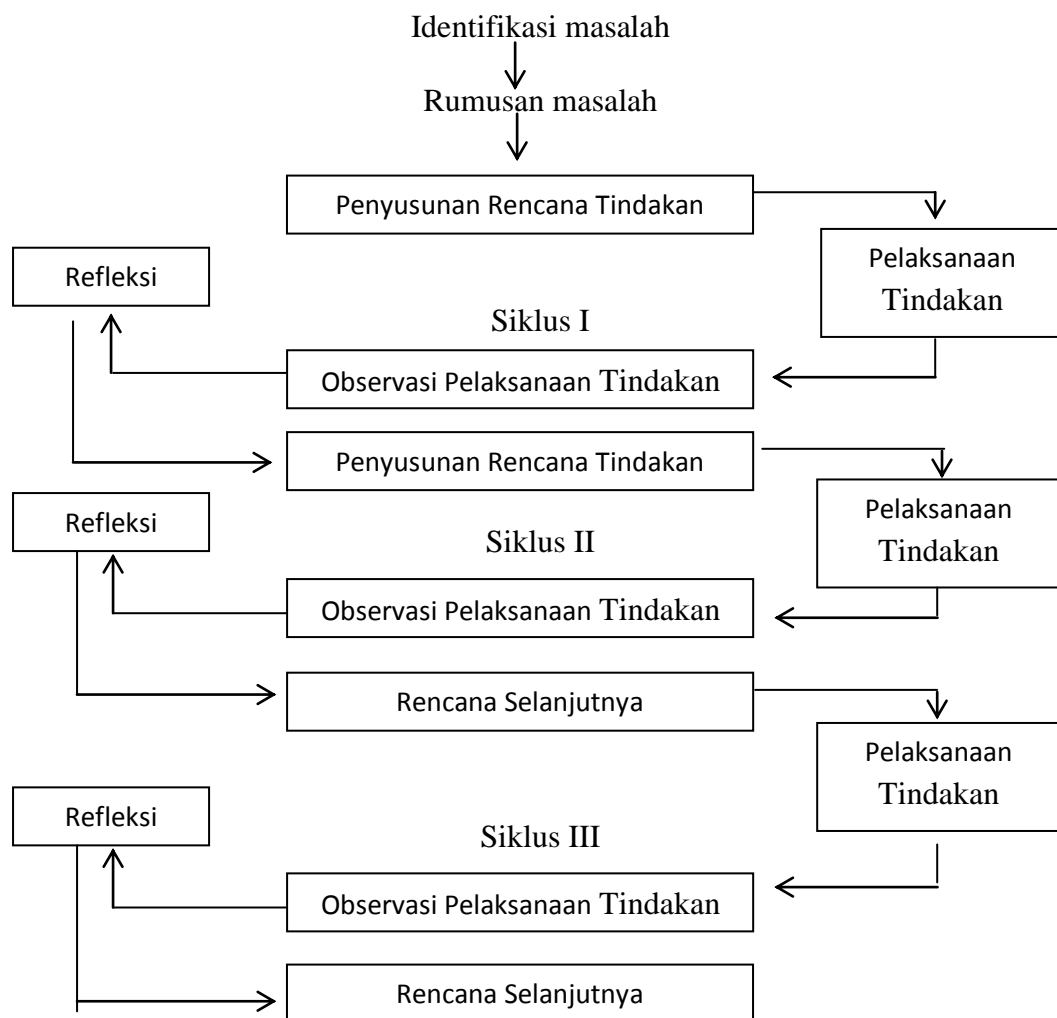 Identifikasi masalah
Rumusan masalah
Penyusunan Rencana Tindakan
Pelaksanaan
Tindakan
Refleksi
Siklus I
Observasi Pelaksanaan Tindakan
Penyusunan Rencana Tindakan
Pelaksanaan
Tindakan
Refleksi
Siklus II
Observasi Pelaksanaan Tindakan
Rencana Selanjutnya
Pelaksanaan
Tindakan
Refleksi
Siklus III
Observasi Pelaksanaan Tindakan
Rencana Selanjutnya